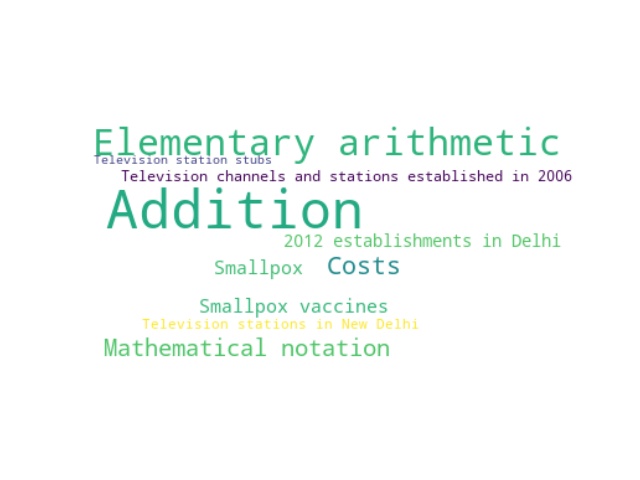 Elementary arithmetic
Television station stubs
Television channels and stations established in 2006
Addition
2012 establishments in Delhi
Smallpox Costs
Smallpox vaccines
Television stations in New Delhi
Mathematical notation